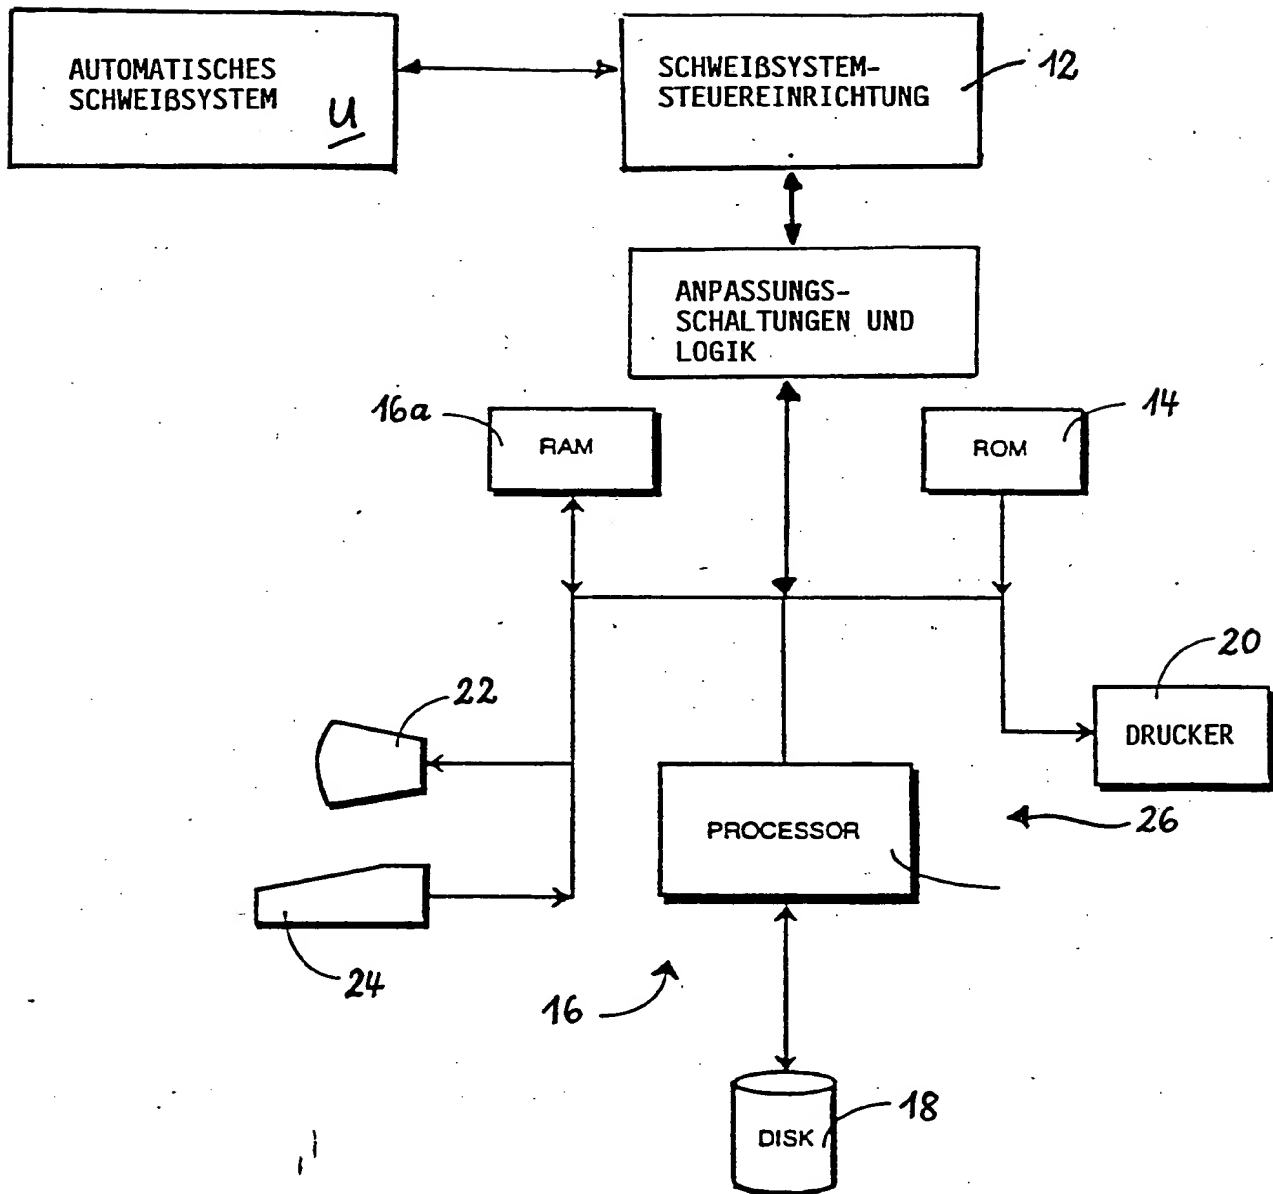 AUTOMATISCHES
SCHWEIßSYSTEM
U
SCHWEIßSYSTEM-
STEUEREINRICHTUNG
12
ANPASSUNGS-
SCHALTUNGEN UND
LOGIK
16a
RAM
ROM
14
22
20
DRUCKER
PROCESSOR
26
24
16
DISK
18